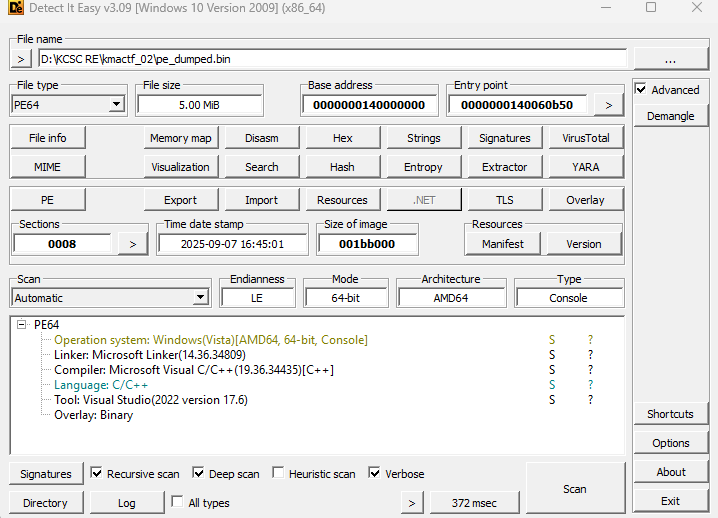 Detect It Easy v3.09 [Windows 10 Version 2009] (x86_64)
File name
> D:\KCSC RE\kmactf_02\pe_dumped.bin ...
File type File size Base address Entry point Advanced
PE64 5.00 MiB 0000000140000000 0000000140060b50 >
Demangle
File info Memory map Disasm Hex Strings Signatures VirusTotal
MIME Visualization Search Hash Entropy Extractor YARA
PE Export Import Resources .NET TLS Overlay
Sections Time date stamp Size of image Resources
0008 > 2025-09-07 16:45:01 001bb000 Manifest Version
Scan Endianness Mode Architecture Type
Automatic LE 64-bit AMD64 Console
PE64
Operation system: Windows(Vista)[AMD64, 64-bit, Console] S ?
Linker: Microsoft Linker(14.36.34809) S ?
Compiler: Microsoft Visual C/C++(19.36.34435)[C++] S ?
Language: C/C++ S ?
Tool: Visual Studio(2022 version 17.6) S ?
Overlay: Binary
Shortcuts
Options
Signatures Recursive scan Deep scan Heuristic scan Verbose Scan About
Directory Log All types > 372 msec Exit